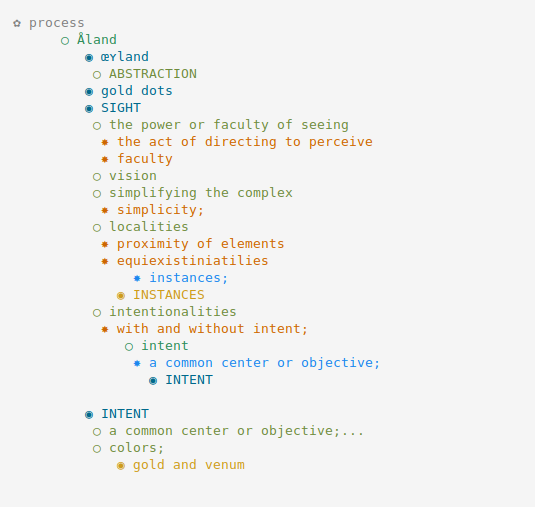 process
Åland
œʏland
ABSTRACTION
gold dots
SIGHT
the power or faculty of seeing
the act of directing to perceive
faculty
vision
simplifying the complex
simplicity;
localities
proximity of elements
equiexistiniatilies
instances;
INSTANCES
intentionalities
with and without intent;
intent
a common center or objective;
INTENT
INTENT
a common center or objective;...
colors;
gold and venum